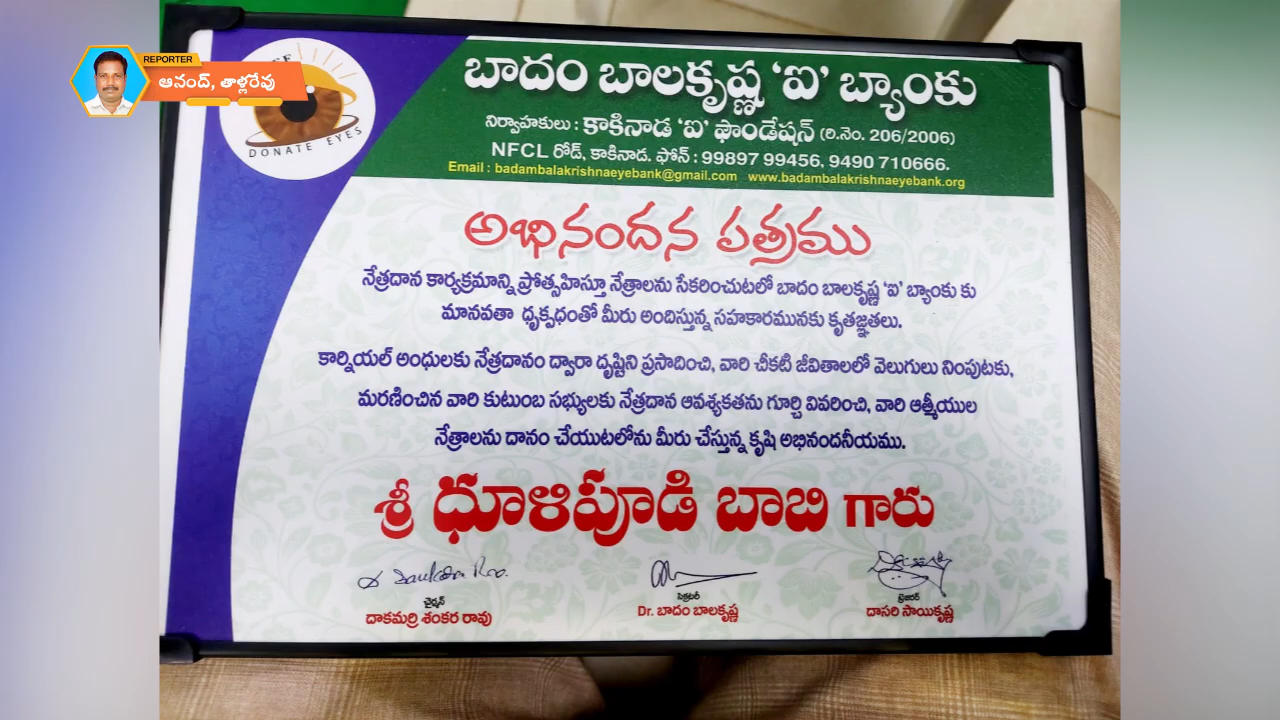 REPORTER
ఆనంద్, తాళ్లరేవు
DONATE EYES
బాదం బాలకృష్ణ ‘ఐ’ బ్యాంకు
నిర్వాహకులు : కాకినాడ ‘ఐ’ ఫౌండేషన్ (రి.నెం. 206/2006)
NFCL రోడ్, కాకినాడ. ఫోన్ : 99897 99456, 9490 710666.
Email : badambalakrishnaeyebank@gmail.com www.badambalakrishnaeyebank.org
అభినందన పత్రము
నేత్రదాన కార్యక్రమాన్ని ప్రోత్సహిస్తూ నేత్రాలను సేకరించుటలో బాదం బాలకృష్ణ ‘ఐ’ బ్యాంకు కు
మానవతా ధృక్పధంతో మీరు అందిస్తున్న సహకారమునకు కృతజ్ఞతలు.
కార్నియల్ అంధులకు నేత్రదానం ద్వారా దృష్టిని ప్రసాదించి, వారి చీకటి జీవితాలలో వెలుగులు నింపుటకు,
మరణించిన వారి కుటుంబ సభ్యులకు నేత్రదాన ఆవశ్యకతను గూర్చి వివరించి, వారి ఆత్మీయుల
నేత్రాలను దానం చేయుటలోను మీరు చేస్తున్న కృషి అభినందనీయము.
శ్రీ ధూళిపూడి బాబి గారు
చైర్మన్ సెక్రటరీ ట్రెజరర్
దాకమర్రి శంకర రావు Dr. బాదం బాలకృష్ణ దాసరి సాయికృష్ణ